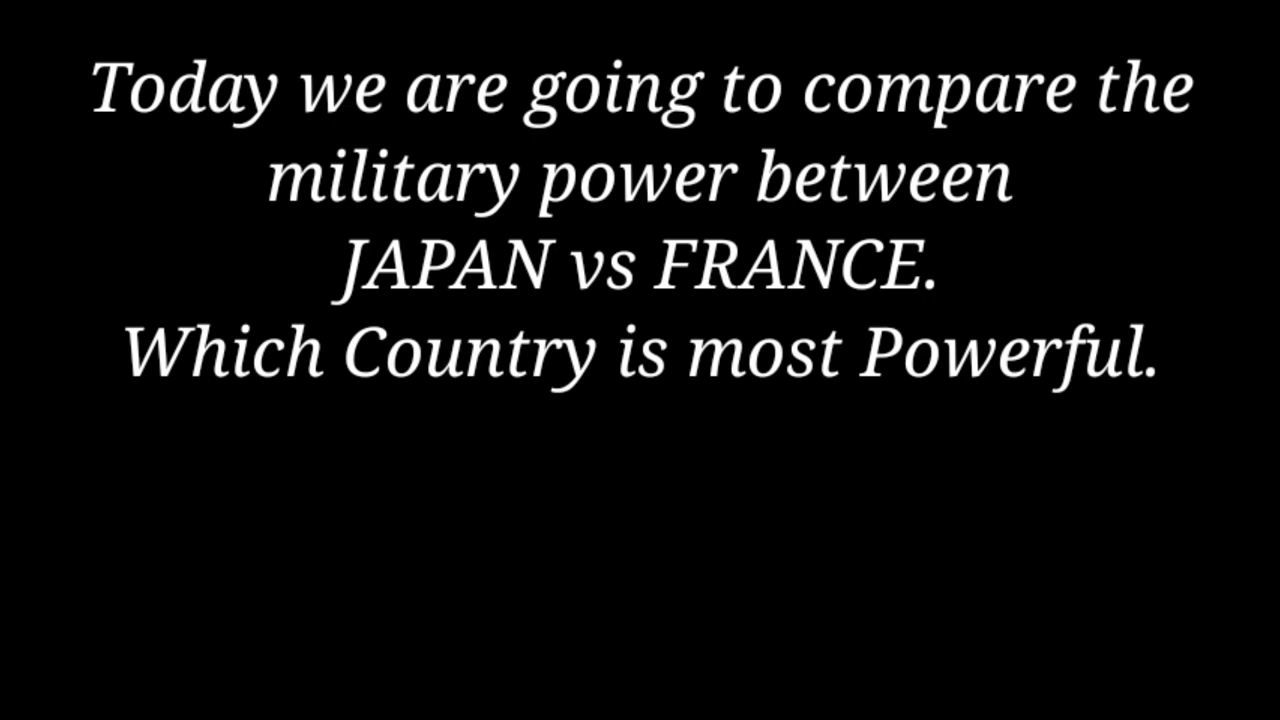 Today we are going to compare the
military power between
JAPAN vs FRANCE.
Which Country is most Powerful.